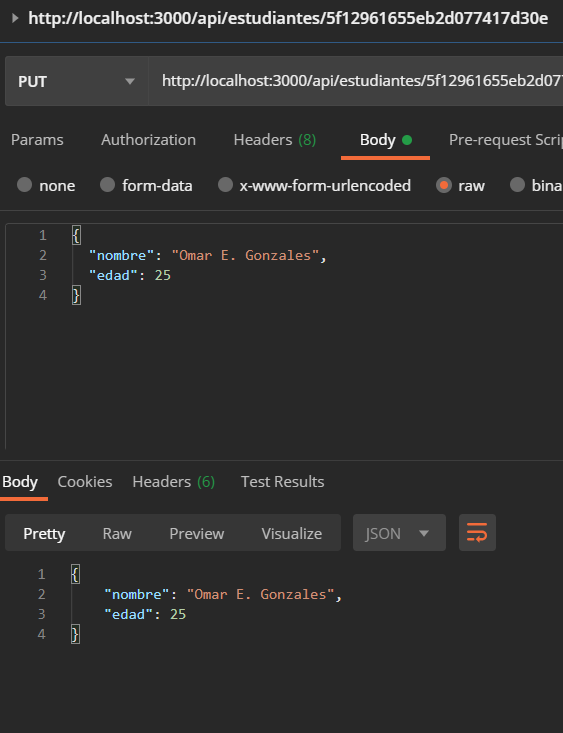 http://localhost:3000/api/estudiantes/5f12961655eb2d077417d30e
PUT http://localhost:3000/api/estudiantes/5f12961655eb2d07
Params Authorization Headers (8) Body Pre-request Scri
none form-data x-www-form-urlencoded raw bina
1 {
2 "nombre": "Omar E. Gonzales",
3 "edad": 25
4 }
Body Cookies Headers (6) Test Results
Pretty Raw Preview Visualize JSON
1 {
2 "nombre": "Omar E. Gonzales",
3 "edad": 25
4 }